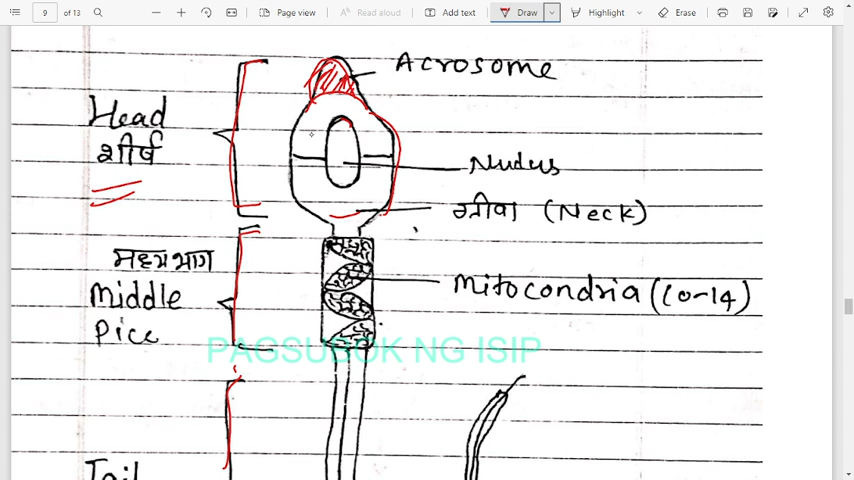 9 of 13
Page view
Read aloud
Add text
Draw
Highlight
Erase
Acrosome
Head
शीर्ष
Nudus
ग्रीवा (Neck)
मध्यभाग
Middle
Pice
Mitocondria (10-14)
PAGSUBOK NG ISIP
Tail